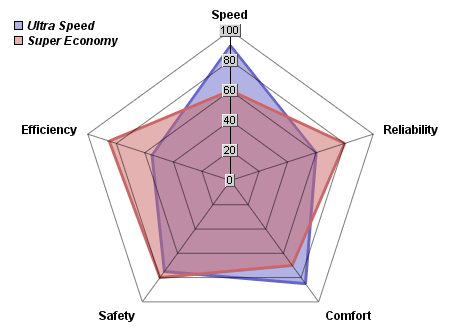 Speed
Ultra Speed
Super Economy
100
80
60
40
20
0
Efficiency
Reliability
Safety
Comfort